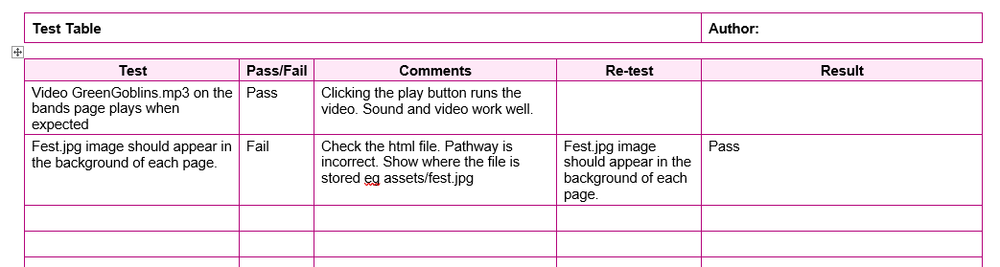 Test Table Author:
Test Pass/Fail Comments Re-test Result
Video GreenGoblins.mp3 on the
bands page plays when
expected
Pass
Clicking the play button runs the
video. Sound and video work well.
Fest.jpg image should appear in
the background of each page.
Fail
Check the html file. Pathway is
incorrect. Show where the file is
stored eg assets/fest.jpg
Fest.jpg image
should appear in the
background of each
page.
Pass